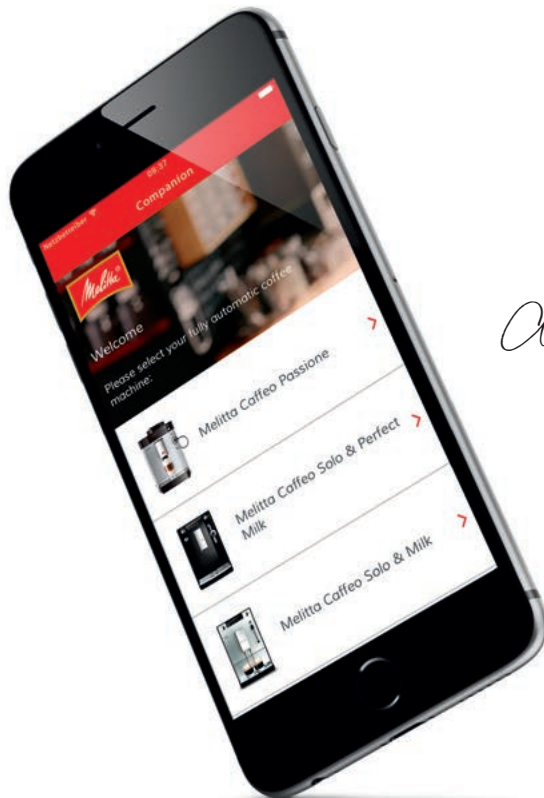 Netzbetreiber 09:37
Companion
Melitta®
Welcome
Please select your fully automatic coffee
machine:
Melitta Caffeo Passione
Melitta Caffeo Solo & Perfect
Milk
Melitta Caffeo Solo & Milk